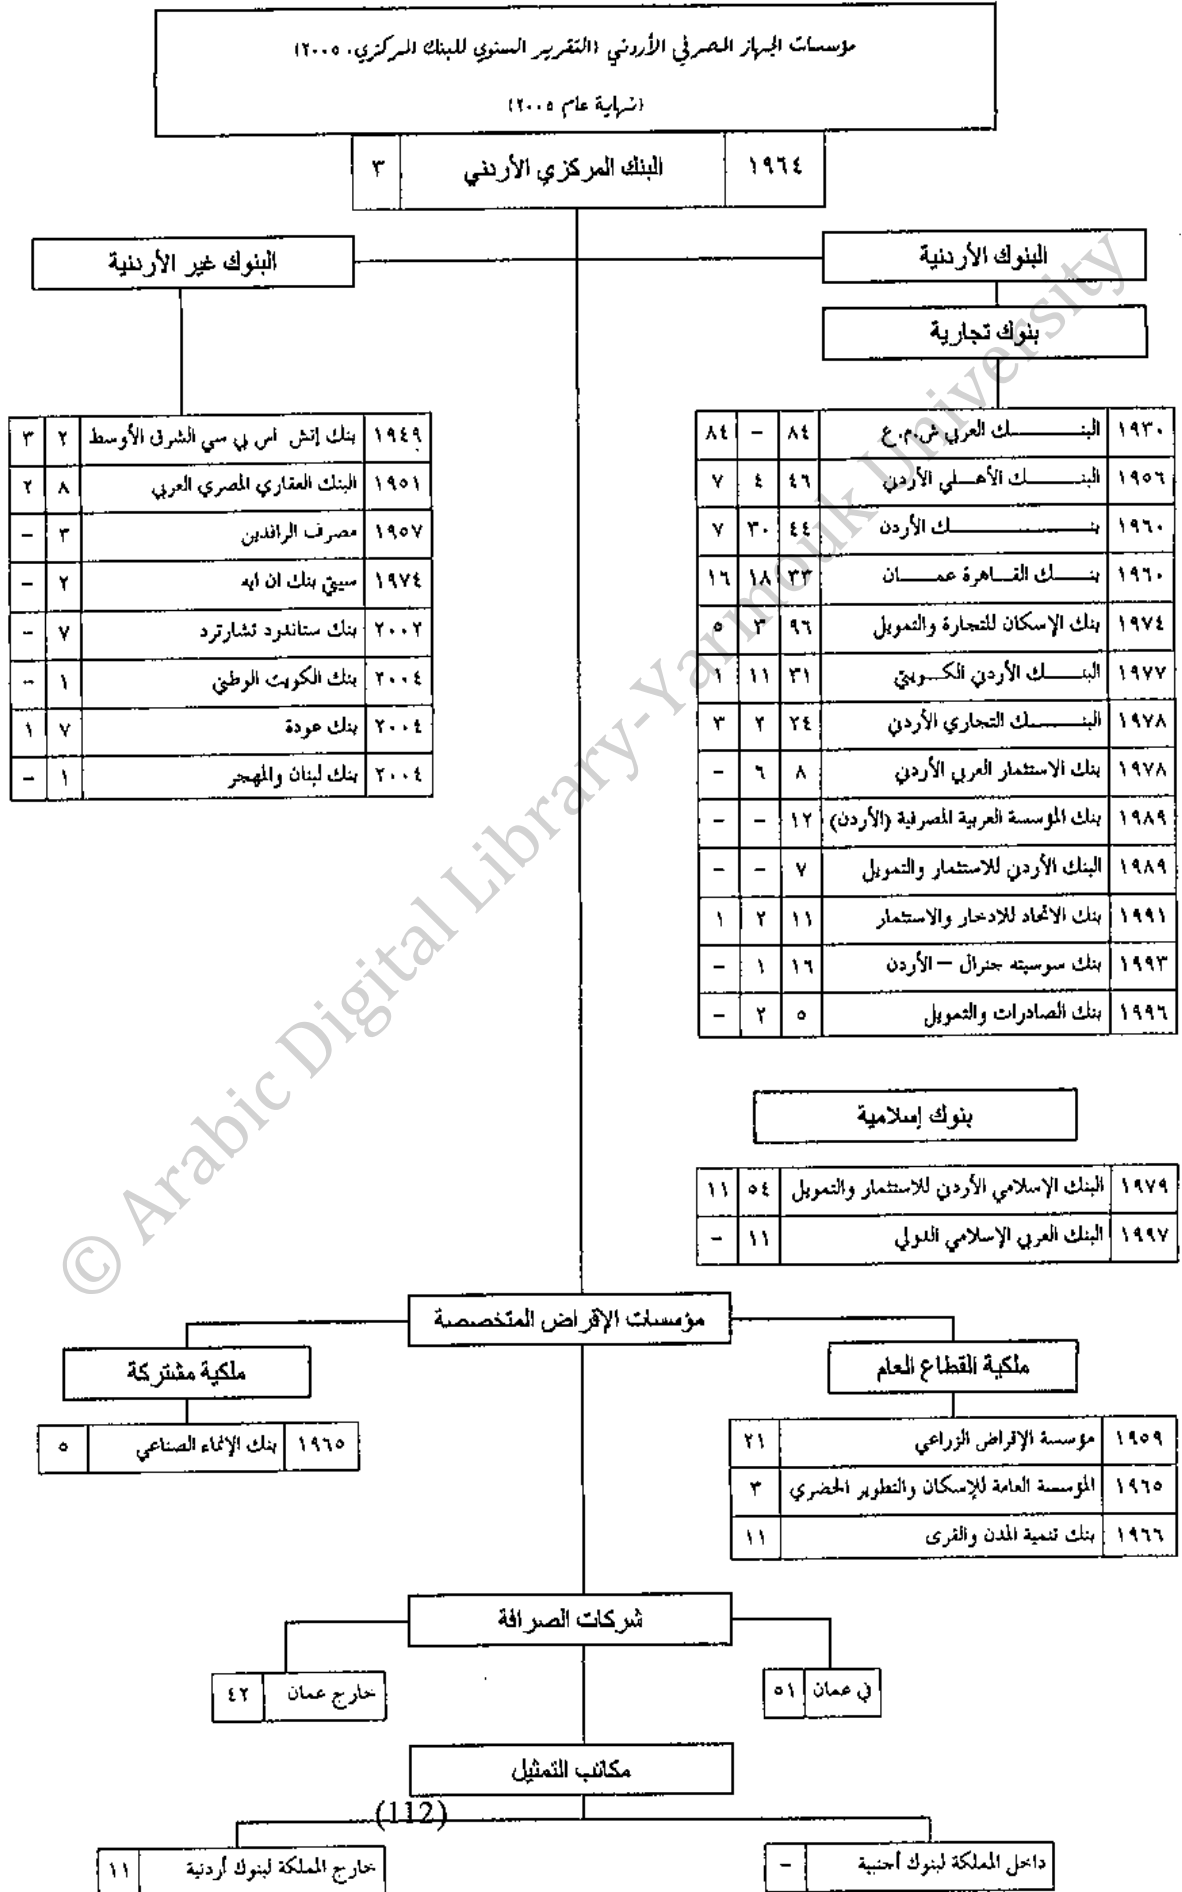 مؤسسات الجهاز المصرفي الأردني (التقرير السنوي للبنك المركزي، ٢٠٠٥)
(نهاية عام ٢٠٠٥)
١٩٦٤ البنك المركزي الأردني ٣
البنوك الأردنية
البنوك غير الأردنية
بنوك تجارية
١٩٣٠ البنـــــــك العربي ش.م.ع ٨٤ – ٨٤
١٩٥٦ البنـــــك الأهـــلي الأردني ٤٦ ٤ ٧
١٩٦٠ بنـــــــــــك الأردن ٤٤ ٣٠ ٧
١٩٦٠ بنـــــك القـــاهرة عمـــــان ٣٣ ١٨ ١٦
١٩٧٤ بنك الإسكان للتجارة والتمويل ٩٦ ٣ ٥
١٩٧٧ البنـــــك الأردني الكـــويتي ٣١ ١١ ١
١٩٧٨ البنـــــــك التجاري الأردني ٢٤ ٢ ٣
١٩٧٨ بنك الاستثمار العربي الأردني ٨ ٦ –
١٩٨٩ بنك المؤسسة العربية المصرفية (الأردن) ١٢ – –
١٩٨٩ البنك الأردني للاستثمار والتمويل ٧ – –
١٩٩١ بنك الاتحاد للادخار والاستثمار ١١ ٢ ١
١٩٩٣ بنك سوسيته جنرال – الأردن ١٦ ١ –
١٩٩٦ بنك الصادرات والتمويل ٥ ٢ –
١٩٤٩ بنك إتش اس بي سي الشرق الأوسط ٢ ٣
١٩٥١ البنك العقاري المصري العربي ٨ ٢
١٩٥٧ مصرف الرافدين ٣ –
١٩٧٤ سيتي بنك ان ايه ٢ –
٢٠٠٢ بنك ستاندرد تشارترد ٧ –
٢٠٠٤ بنك الكويت الوطني ١ –
٢٠٠٤ بنك عودة ٧ ١
٢٠٠٤ بنك لبنان والمهجر ١ –
بنوك إسلامية
١٩٧٩ البنك الإسلامي الأردني للاستثمار والتمويل ٥٤ ١١
١٩٩٧ البنك العربي الإسلامي الدولي ١١ –
مؤسسات الإقراض المتخصصة
ملكية القطاع العام
ملكية مشتركة
١٩٥٩ مؤسسة الإقراض الزراعي ٢١
١٩٦٥ المؤسسة العامة للإسكان والتطوير الحضري ٣
١٩٦٦ بنك تنمية المدن والقرى ١١
١٩٦٥ بنك الإنماء الصناعي ٥
شركات الصرافة
في عمان ٥١
خارج عمان ٤٢
مكاتب التمثيل
(112)
داخل المملكة لبنوك أجنبية –
خارج المملكة لبنوك أردنية ١١
© Arabic Digital Library-Yarmouk University